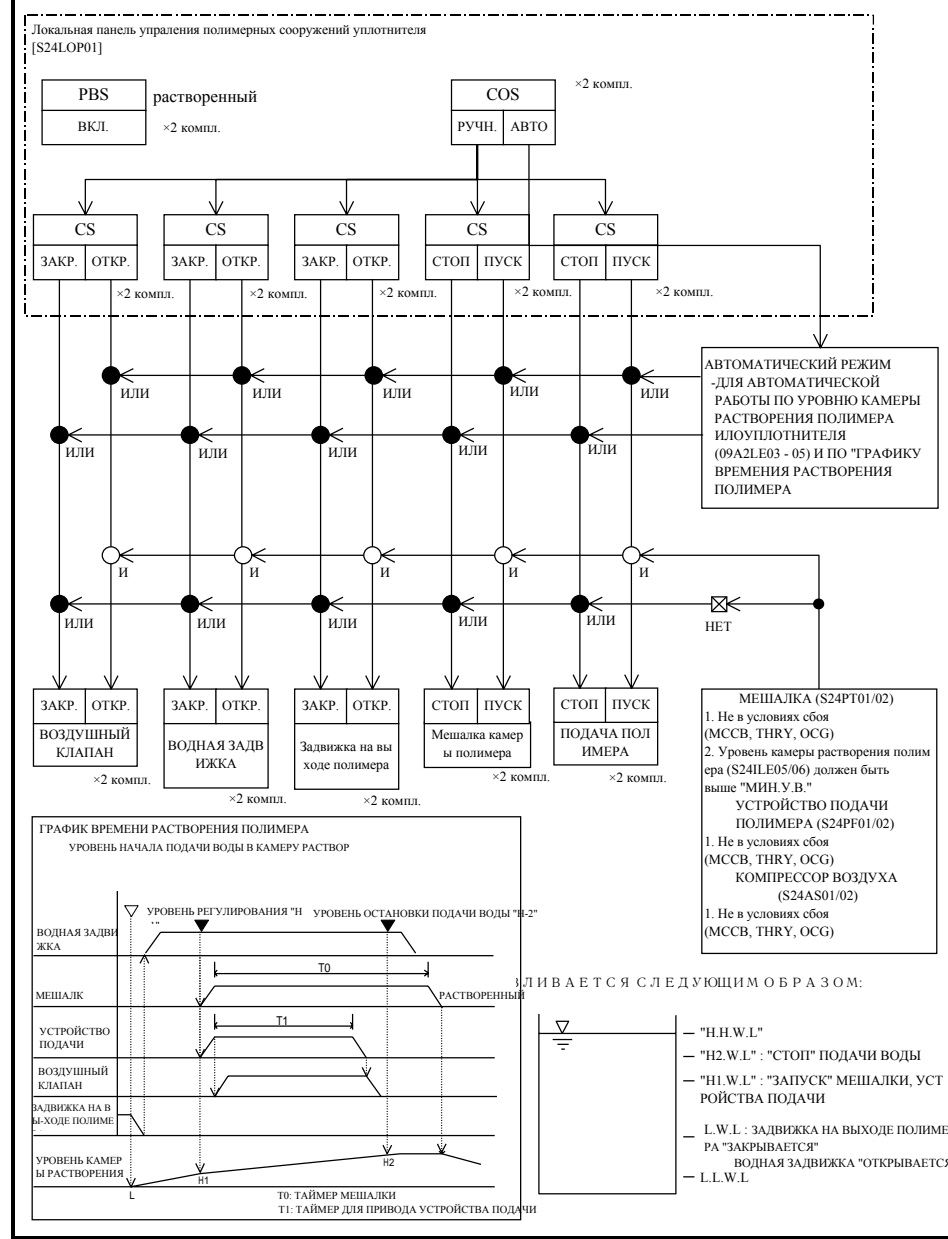 Локальная панель упраления полимерных сооружений уплотнителя
[S24LOP01]
PBS
растворенный
ВКЛ.
×2 компл.
COS
×2 компл.
РУЧН.
АВТО
CS
CS
CS
CS
CS
ЗАКР.
ОТКР.
ЗАКР.
ОТКР.
ЗАКР.
ОТКР.
СТОП
ПУСК
СТОП
ПУСК
×2 компл.
×2 компл.
×2 компл.
×2 компл.
×2 компл.
АВТОМАТИЧЕСКИЙ РЕЖИМ
-ДЛЯ АВТОМАТИЧЕСКОЙ
РАБОТЫ ПО УРОВНЮ КАМЕРЫ
РАСТВОРЕНИЯ ПОЛИМЕРА
ИЛОУПЛОТНИТЕЛЯ
(09A2LE03 - 05) И ПО "ГРАФИКУ
ВРЕМЕНИЯ РАСТВОРЕНИЯ
ПОЛИМЕРА
ИЛИ
ИЛИ
ИЛИ
ИЛИ
ИЛИ
ИЛИ
ИЛИ
ИЛИ
ИЛИ
ИЛИ
И
И
И
И
И
ИЛИ
ИЛИ
ИЛИ
ИЛИ
ИЛИ
НЕТ
ЗАКР.
ОТКР.
ВОЗДУШНЫЙ
КЛАПАН
×2 компл.
ЗАКР.
ОТКР.
ВОДНАЯ ЗАДВ
ИЖКА
×2 компл.
ЗАКР.
ОТКР.
Задвижка на вы
ходе полимера
×2 компл.
СТОП
ПУСК
Мешалка камер
ы полимера
×2 компл.
СТОП
ПУСК
ПОДАЧА ПОЛ
ИМЕРА
×2 компл.
МЕШАЛКА (S24PT01/02)
1. Не в условиях сбоя
(MCCB, THRY, OCG)
2. Уровень камеры растворения полим
ера (S24ILE05/06) должен быть
выше "МИН.У.В."
УСТРОЙСТВО ПОДАЧИ
ПОЛИМЕРА (S24PF01/02)
1. Не в условиях сбоя
(MCCB, THRY, OCG)
КОМПРЕССОР ВОЗДУХА
(S24AS01/02)
1. Не в условиях сбоя
(MCCB, THRY, OCG)
ГРАФИК ВРЕМЕНИ РАСТВОРЕНИЯ ПОЛИМЕРА
УРОВЕНЬ НАЧАЛА ПОДАЧИ ВОДЫ В КАМЕРУ РАСТВОР
УРОВЕНЬ РЕГУЛИРОВАНИЯ "H
УРОВЕНЬ ОСТАНОВКИ ПОДАЧИ ВОДЫ "H-2"
ВОДНАЯ ЗАДВИ
ЖКА
T0
МЕШАЛК
РАСТВОРЕННЫЙ
T1
УСТРОЙСТВО
ПОДАЧИ
ВОЗДУШНЫЙ
КЛАПАН
ЗАДВИЖКА НА В
Ы-ХОДЕ ПОЛИМЕ
УРОВЕНЬ КАМЕР
Ы РАСТВОРЕНИЯ
L
H1
H2
T0: ТАЙМЕР МЕШАЛКИ
T1: ТАЙМЕР ДЛЯ ПРИВОДА УСТРОЙСТВА ПОДАЧИ
ЛИВАЕТСЯ СЛЕДУЮЩИМ ОБРАЗОМ:
"H.H.W.L"
"H2.W.L" : "СТОП" ПОДАЧИ ВОДЫ
"H1.W.L" : "ЗАПУСК" МЕШАЛКИ, УСТ
РОЙСТВА ПОДАЧИ
L.W.L : ЗАДВИЖКА НА ВЫХОДЕ ПОЛИМЕ
РА "ЗАКРЫВАЕТСЯ"
ВОДНАЯ ЗАДВИЖКА "ОТКРЫВАЕТСЯ
L.L.W.L